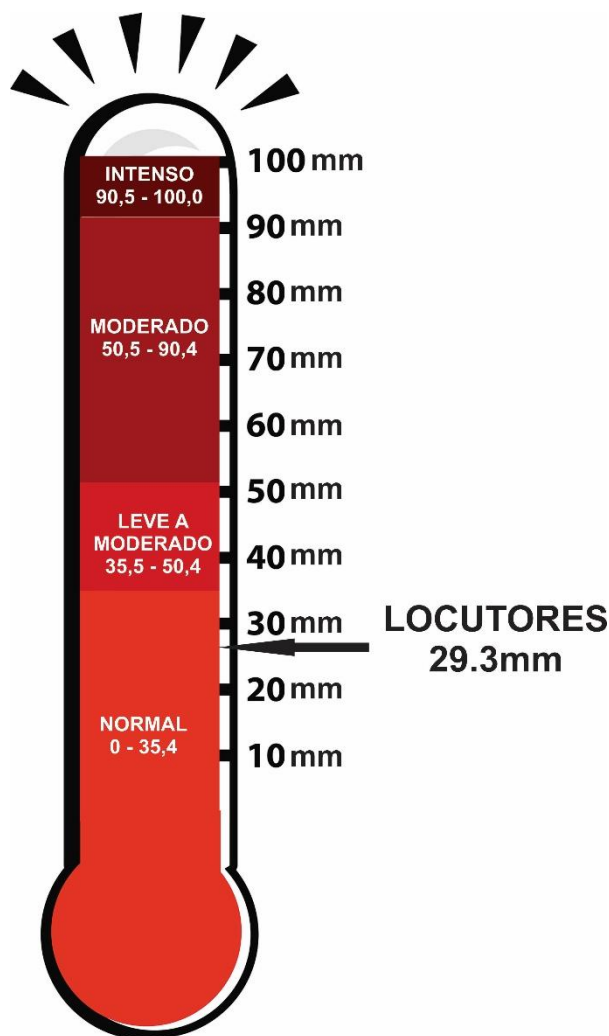 INTENSO
90,5 - 100,0
100 mm
90 mm
80 mm
MODERADO
50,5 - 90,4
70 mm
60 mm
50 mm
LEVE A
MODERADO
35,5 - 50,4
40 mm
30 mm
LOCUTORES
29.3mm
20 mm
NORMAL
0 - 35,4
10 mm